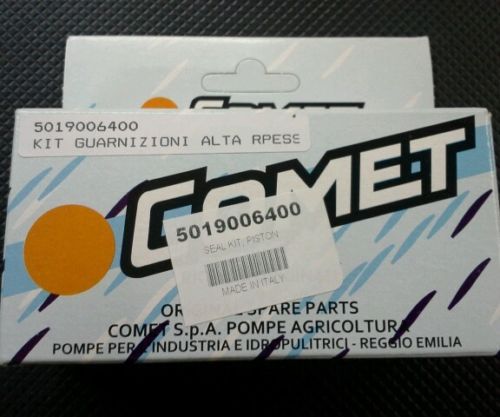 COMET
5019006400
KIT GUARNIZIONI ALTA RPESE
COMET
5019006400
SEAL KIT, PISTON
MADE IN ITALY
SPARE PARTS
COMET S.p.A. POMPE AGRICOLTURA
POMPE PER INDUSTRIA E IDROPULITRICI - REGGIO EMILIA